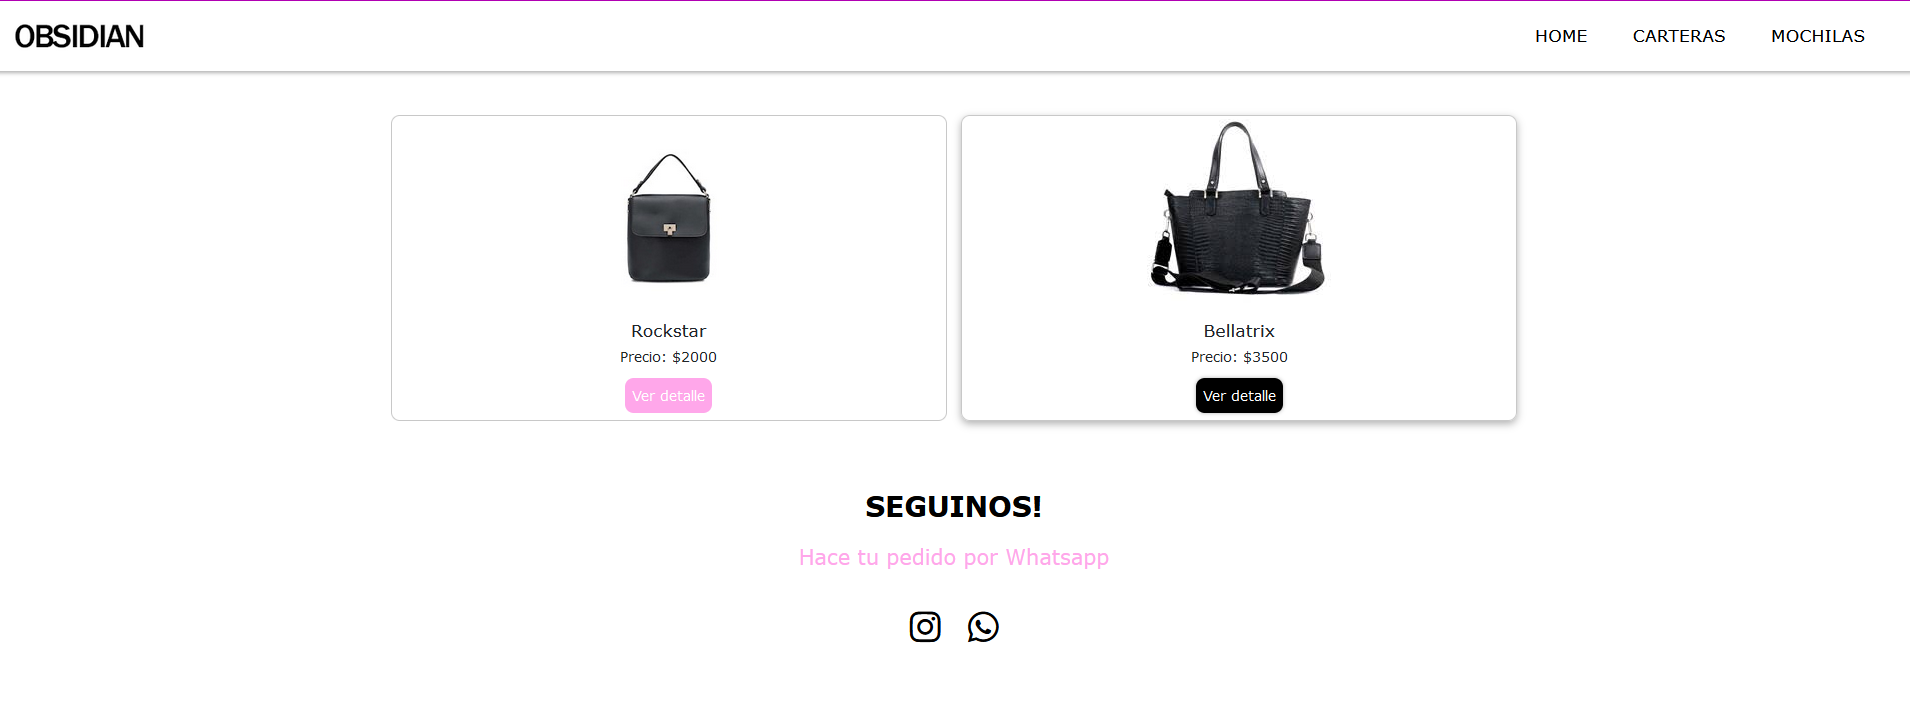 OBSIDIAN
HOME CARTERAS MOCHILAS
Rockstar
Precio: $2000
Ver detalle
Bellatrix
Precio: $3500
Ver detalle
SEGUINOS!
Hace tu pedido por Whatsapp